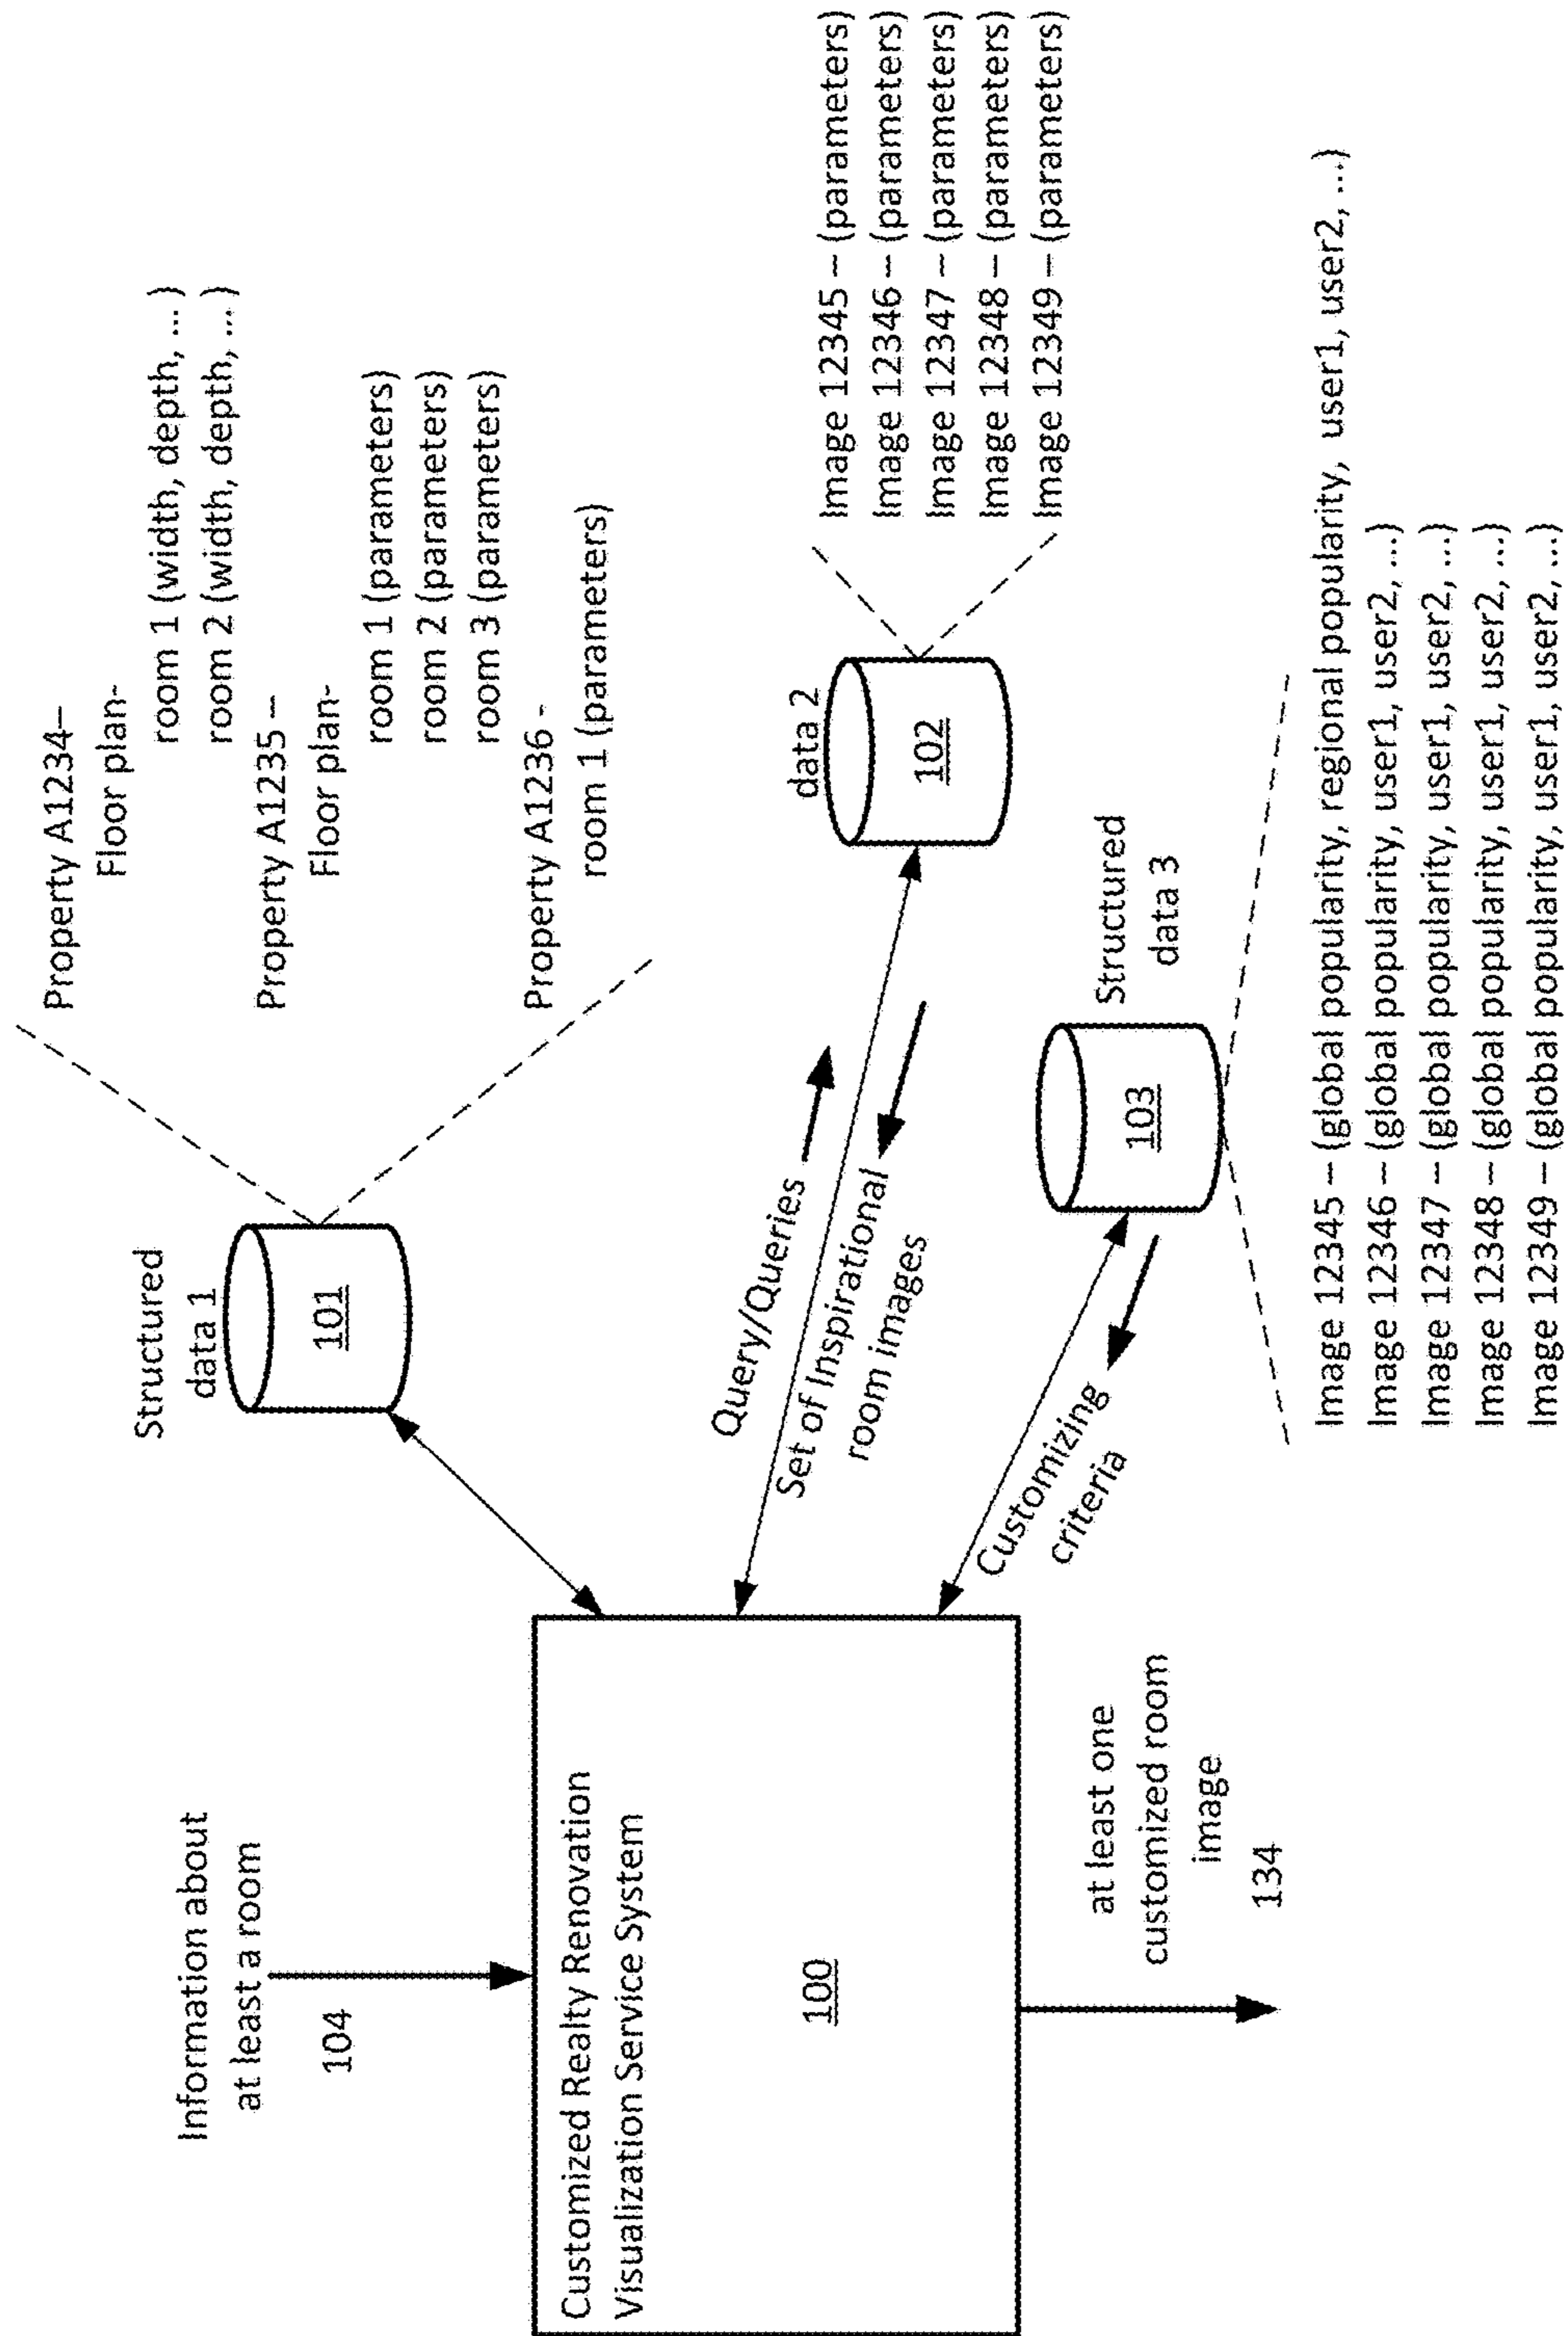 Information about
at least a room
104
Customized Realty Renovation
Visualization Service System
100
at least one
customized room
image
134
Structured
data 1
101
Property A1234–
Floor plan-
room 1 (width, depth, ... )
room 2 (width, depth, ... )
Property A1235 –
Floor plan-
room 1 (parameters)
room 2 (parameters)
room 3 (parameters)
Property A1236 -
room 1 (parameters)
Query/Queries
Set of Inspirational
room images
data 2
102
Image 12345 – (parameters)
Image 12346 – (parameters)
Image 12347 – (parameters)
Image 12348 – (parameters)
Image 12349 – (parameters)
Customizing
criteria
Structured
data 3
103
Image 12345 – (global popularity, regional popularity, user1, user2, ...)
Image 12346 – (global popularity, user1, user2, ...)
Image 12347 – (global popularity, user1, user2, ...)
Image 12348 – (global popularity, user1, user2, ...)
Image 12349 – (global popularity, user1, user2, ...)